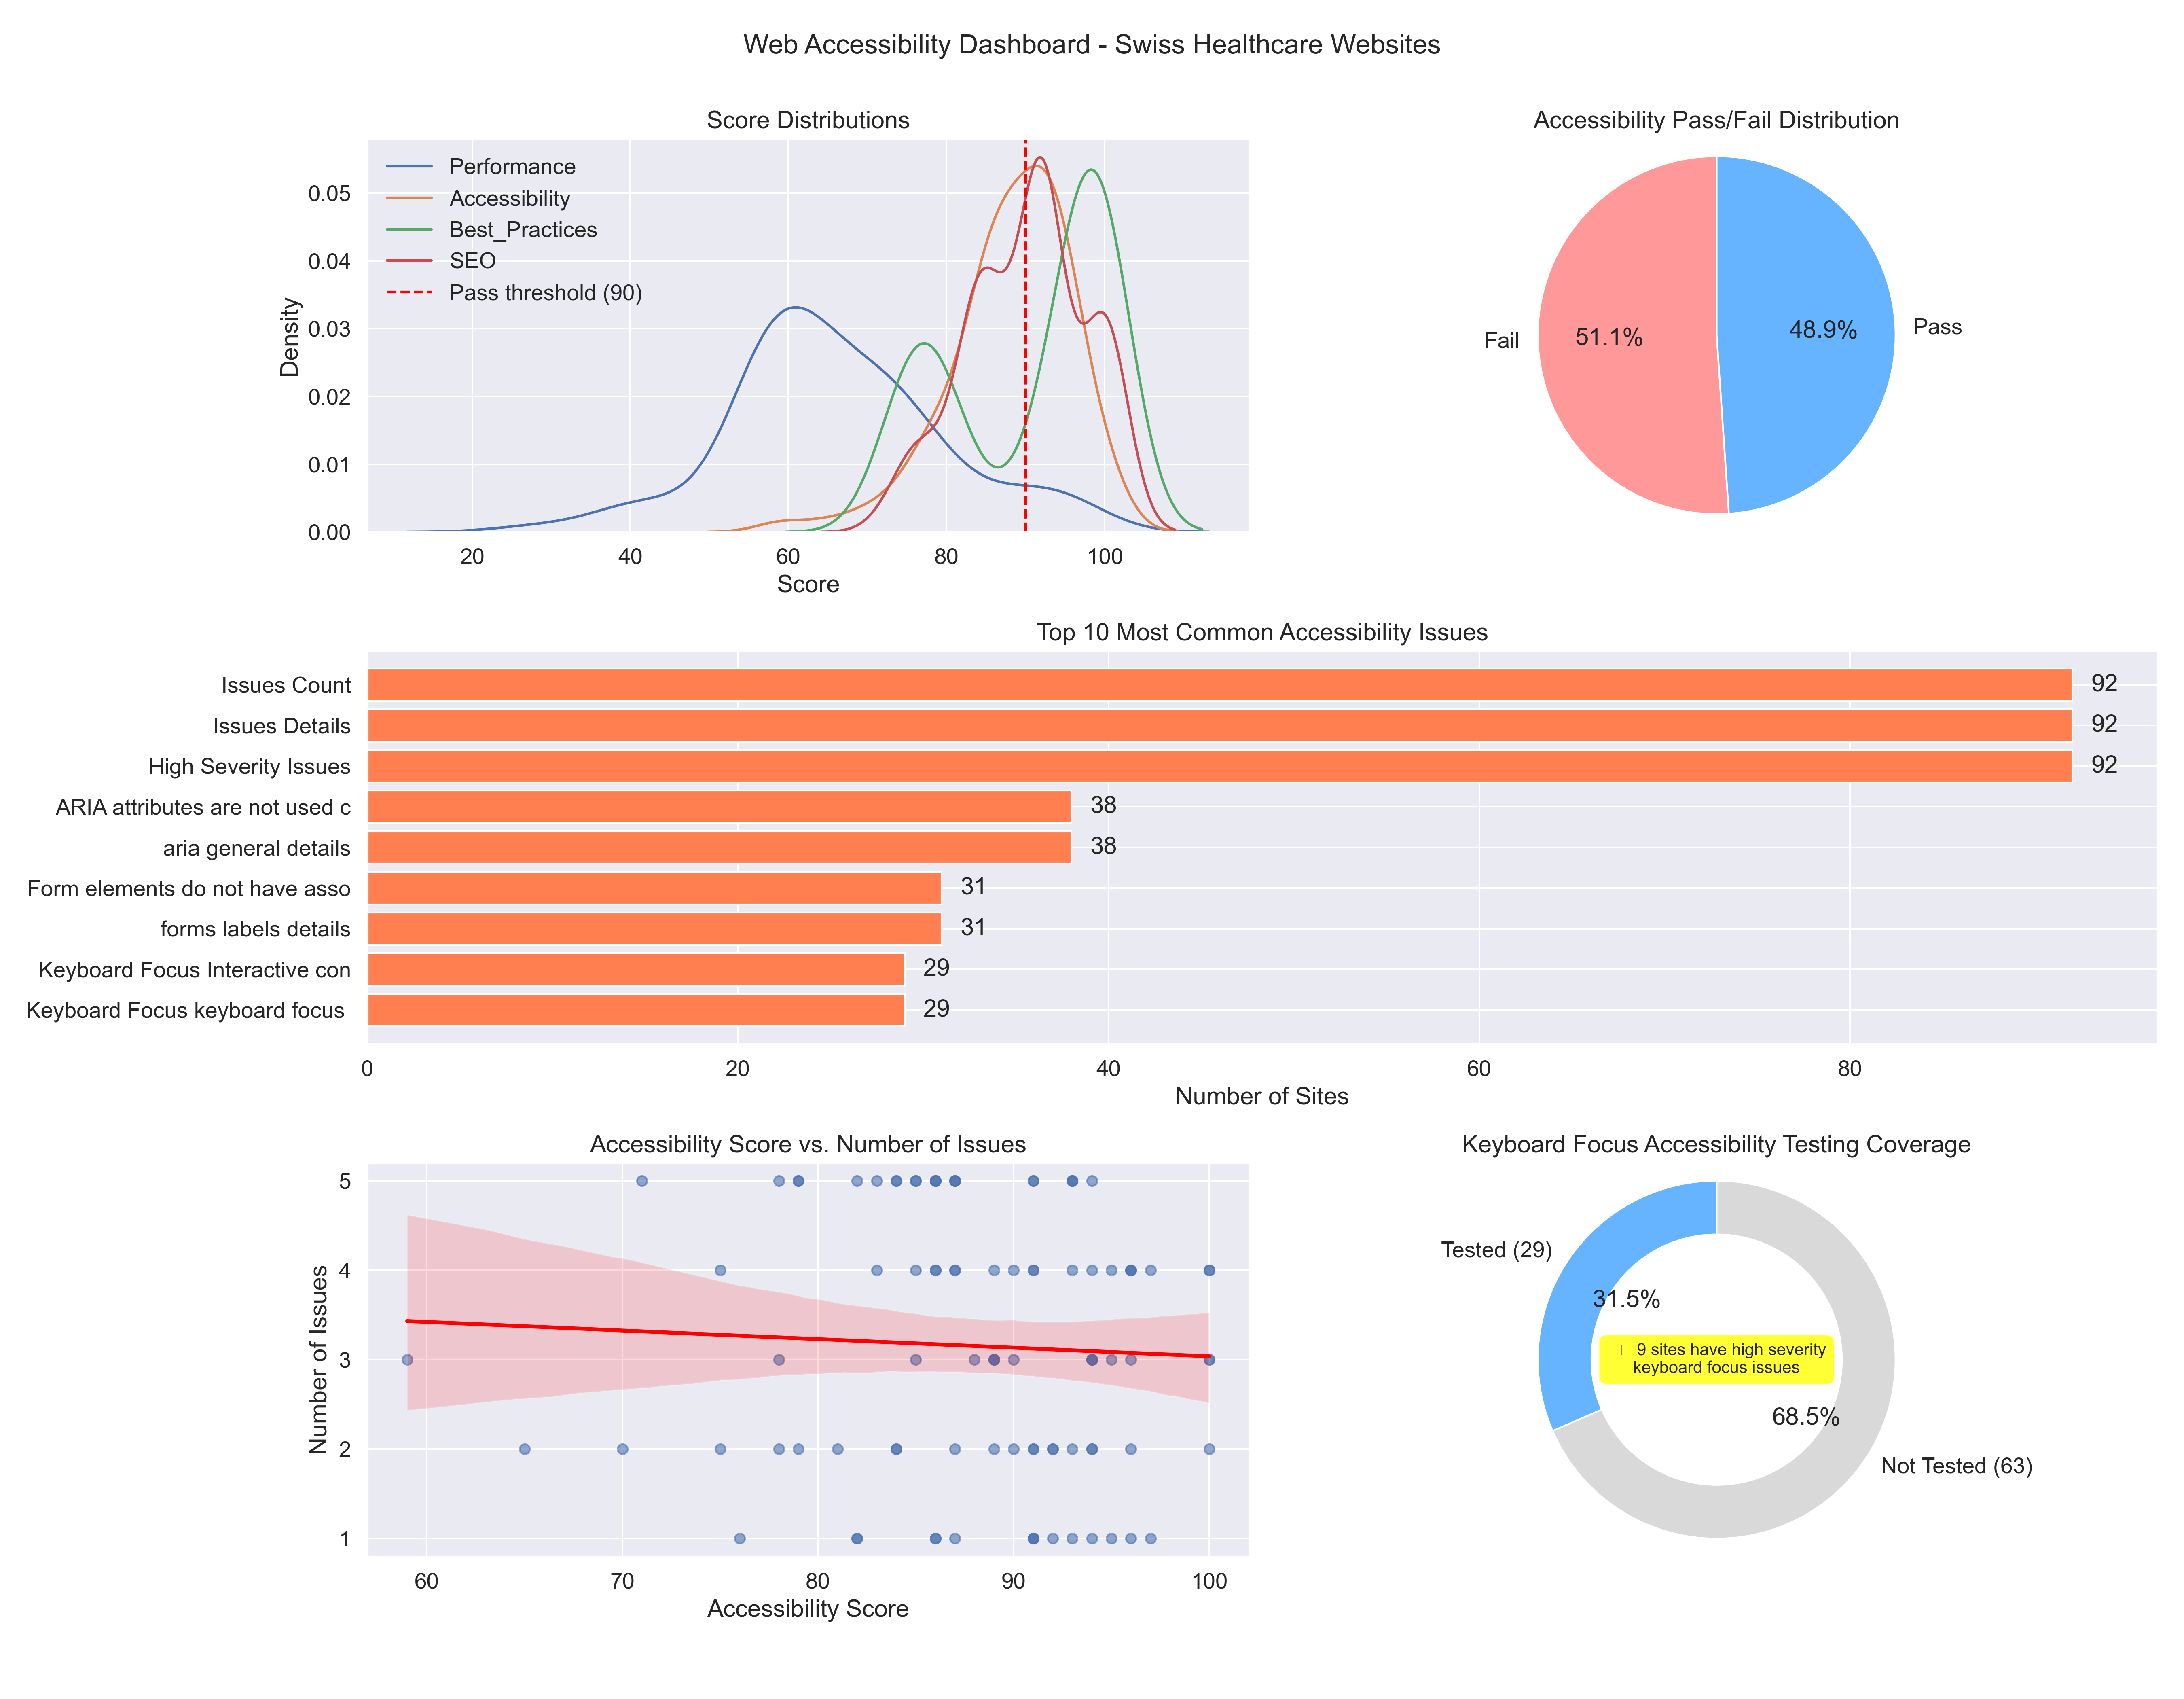 Web Accessibility Dashboard - Swiss Healthcare Websites
Score Distributions
Performance
Accessibility
Best_Practices
SEO
Pass threshold (90)
Density
0.05
0.04
0.03
0.02
0.01
0.00
20 40 60 80 100
Score
Accessibility Pass/Fail Distribution
Fail
51.1%
48.9%
Pass
Top 10 Most Common Accessibility Issues
Issues Count 92
Issues Details 92
High Severity Issues 92
ARIA attributes are not used c 38
aria general details 38
Form elements do not have asso 31
forms labels details 31
Keyboard Focus Interactive con 29
Keyboard Focus keyboard focus 29
0 20 40 60 80
Number of Sites
Accessibility Score vs. Number of Issues
Number of Issues
5
4
3
2
1
60 70 80 90 100
Accessibility Score
Keyboard Focus Accessibility Testing Coverage
Tested (29)
31.5%
9 sites have high severity
keyboard focus issues
68.5%
Not Tested (63)